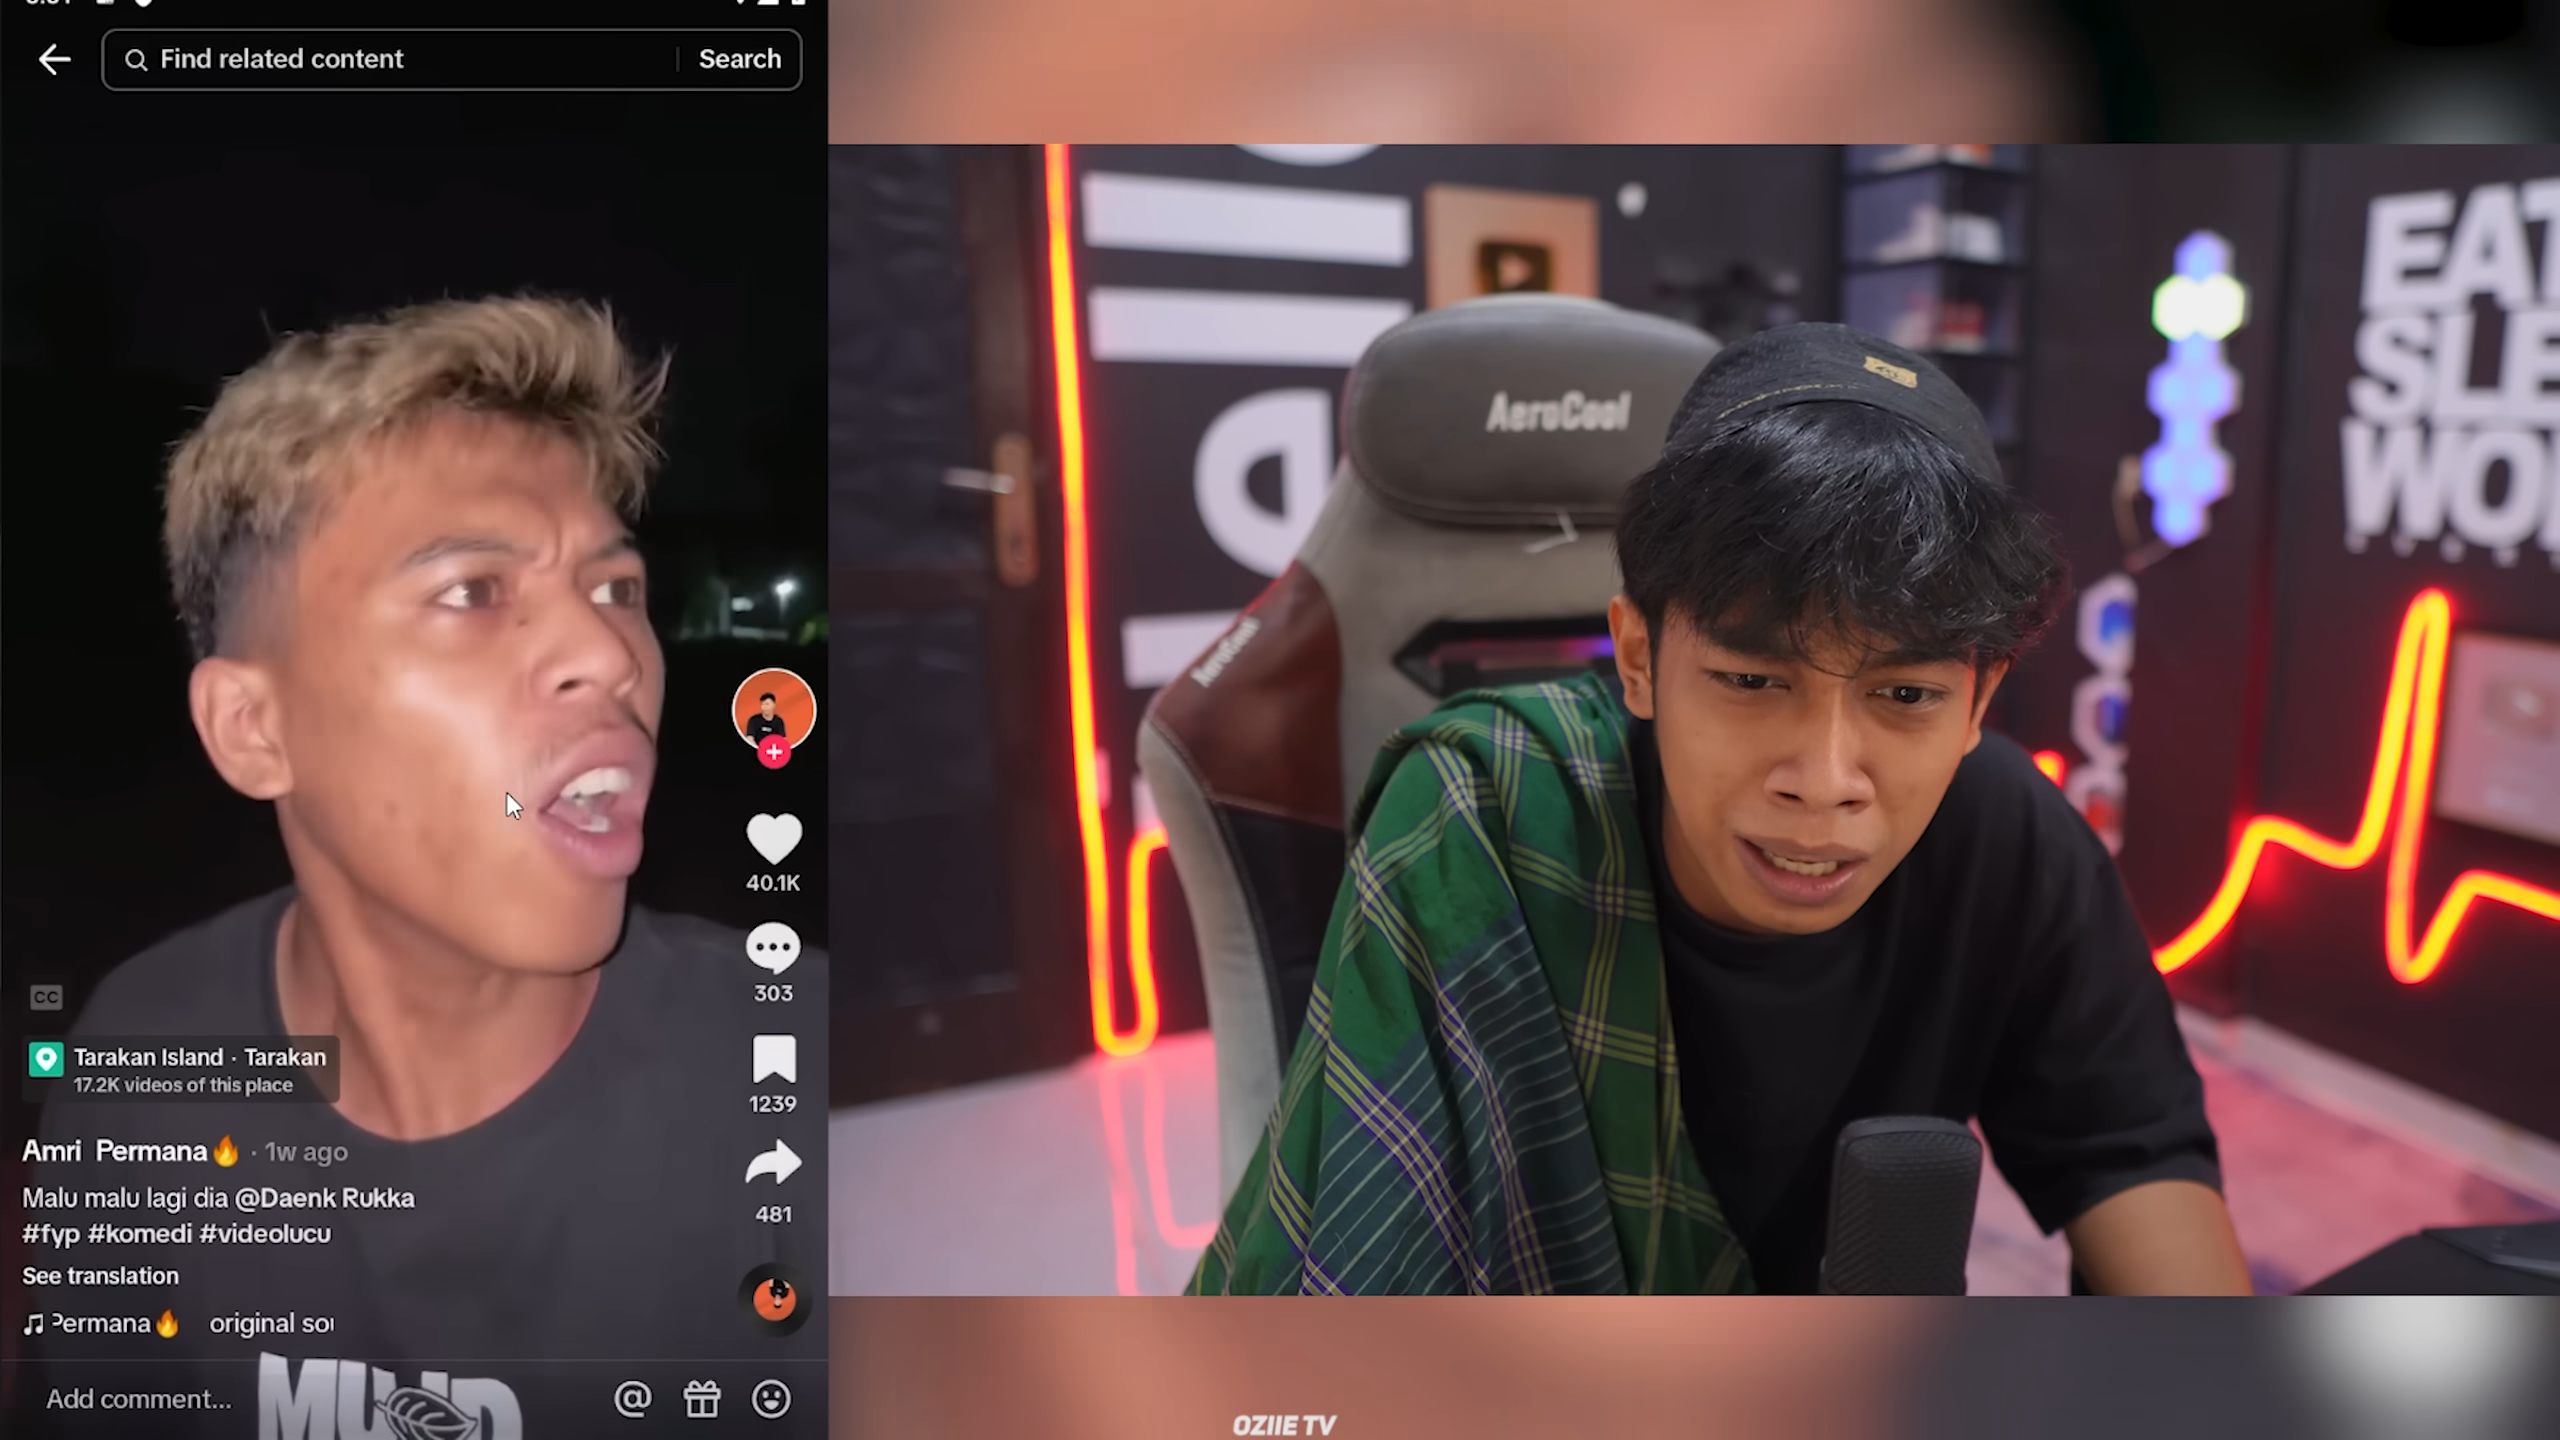 Find related content
Search
40.1K
303
CC
Tarakan Island · Tarakan
17.2K videos of this place
1239
Amri Permana🔥 · 1w ago
481
Malu malu lagi dia @Daenk Rukka
#fyp #komedi #videolucu
See translation
Permana🔥 original sou
Add comment...
AeroCool
AeroCool
EAT
SLE
WO
OZIIE TV